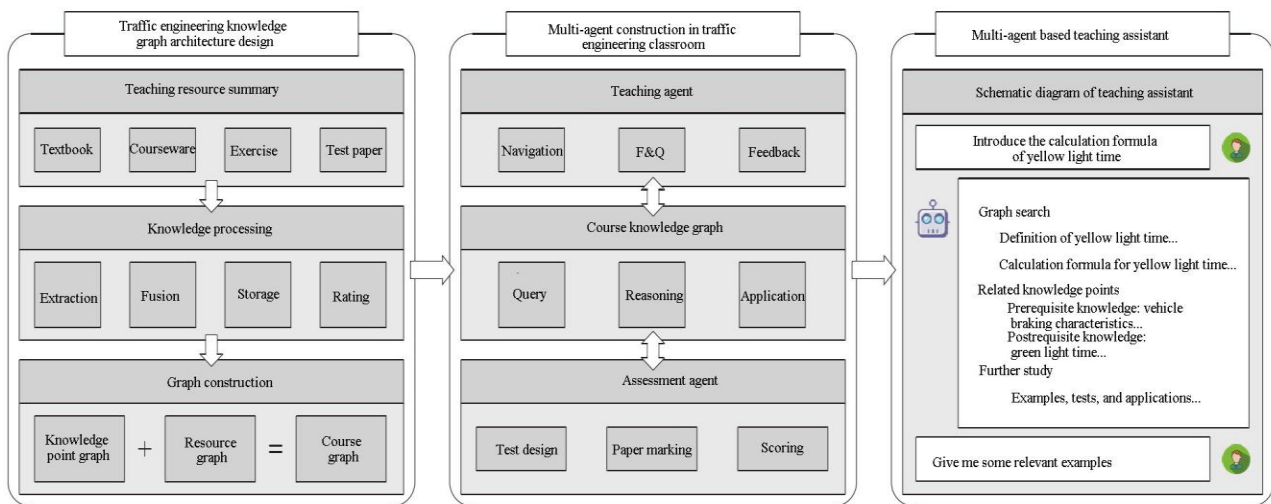 Traffic engineering knowledge
graph architecture design
Teaching resource summary
Textbook
Courseware
Exercise
Test paper
Knowledge processing
Extraction
Fusion
Storage
Rating
Graph construction
Knowledge
point graph
+
Resource
graph
=
Course
graph
Multi-agent construction in traffic
engineering classroom
Teaching agent
Navigation
F&Q
Feedback
Course knowledge graph
Query
Reasoning
Application
Assessment agent
Test design
Paper marking
Scoring
Multi-agent based teaching assistant
Schematic diagram of teaching assistant
Introduce the calculation formula
of yellow light time
Graph search
Definition of yellow light time...
Calculation formula for yellow light time...
Related knowledge points
Prerequisite knowledge: vehicle
braking characteristics...
Postrequisite knowledge:
green light time...
Further study
Examples, tests, and applications...
Give me some relevant examples